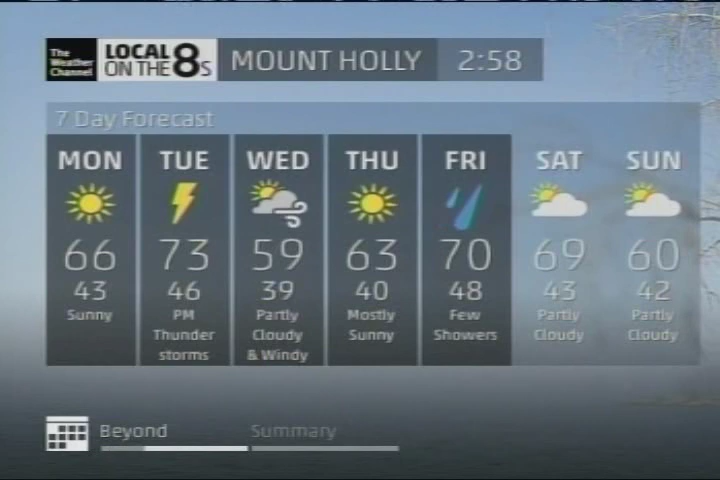 The Weather Channel
LOCAL ON THE 8s
MOUNT HOLLY
2:58
7 Day Forecast
MON TUE WED THU FRI SAT SUN
66 73 59 63 70 69 60
43 46 39 40 48 43 42
Sunny PM Partly Mostly Few Partly Partly
Thunder Cloudy Sunny Showers Cloudy Cloudy
storms & Windy
Beyond Summary